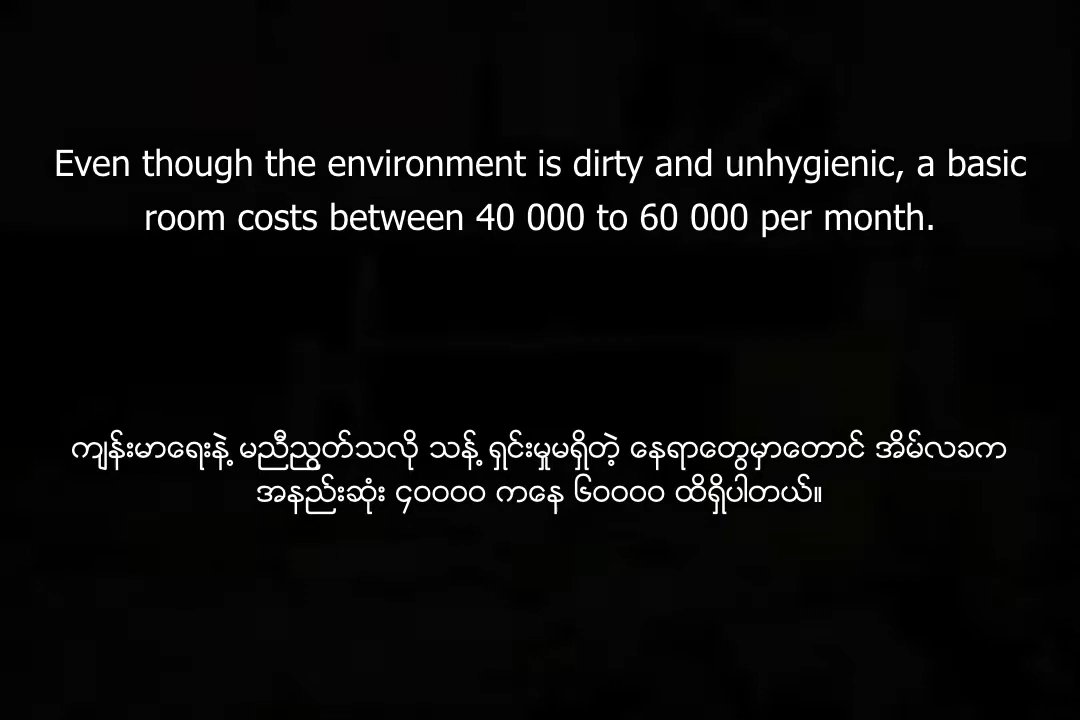 Even though the environment is dirty and unhygienic, a basic
room costs between 40 000 to 60 000 per month.
ကျန်းမာရေးနဲ့ မညီညွတ်သလို သန့် ရှင်းမှုမရှိတဲ့ နေရာတွေမှာတောင် အိမ်လခက
အနည်းဆုံး ၄၀၀၀၀ ကနေ ၆၀၀၀၀ ထိရှိပါတယ်။